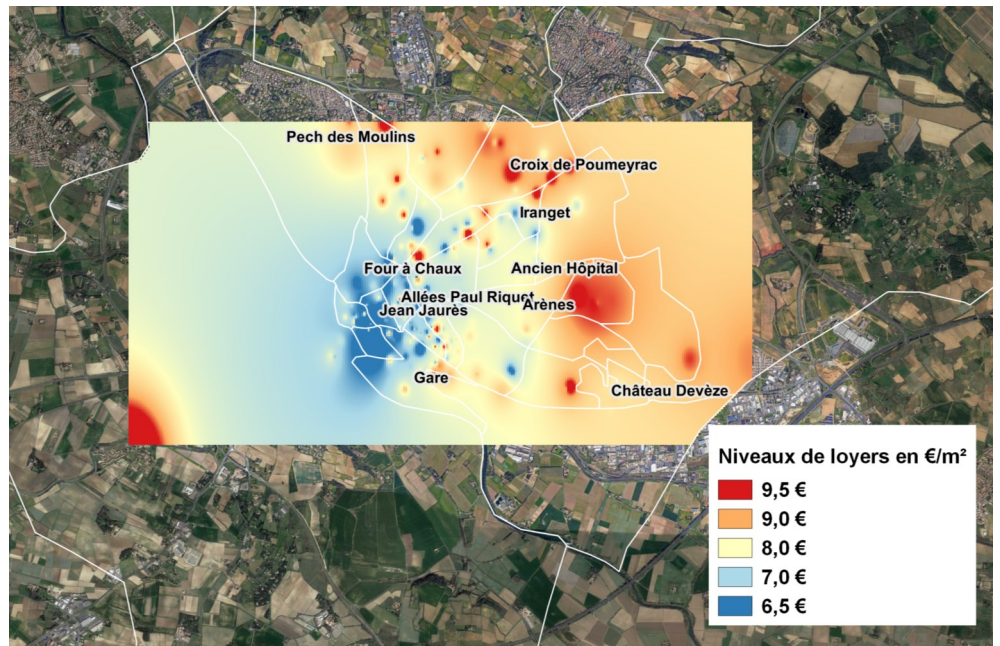 Pech des Moulins
Croix de Poumeyrac
Iranget
Four à Chaux
Ancien Hôpital
Allées Paul Riquet
Arènes
Jean Jaurès
Gare
Château Devèze
Niveaux de loyers en €/m²
9,5 €
9,0 €
8,0 €
7,0 €
6,5 €